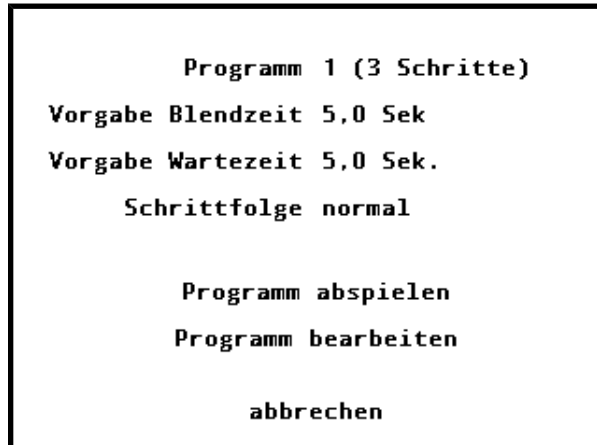 Programm 1 (3 Schritte)
Vorgabe Blendzeit 5,0 Sek
Vorgabe Wartezeit 5,0 Sek.
Schrittfolge normal
Programm abspielen
Programm bearbeiten
abbrechen